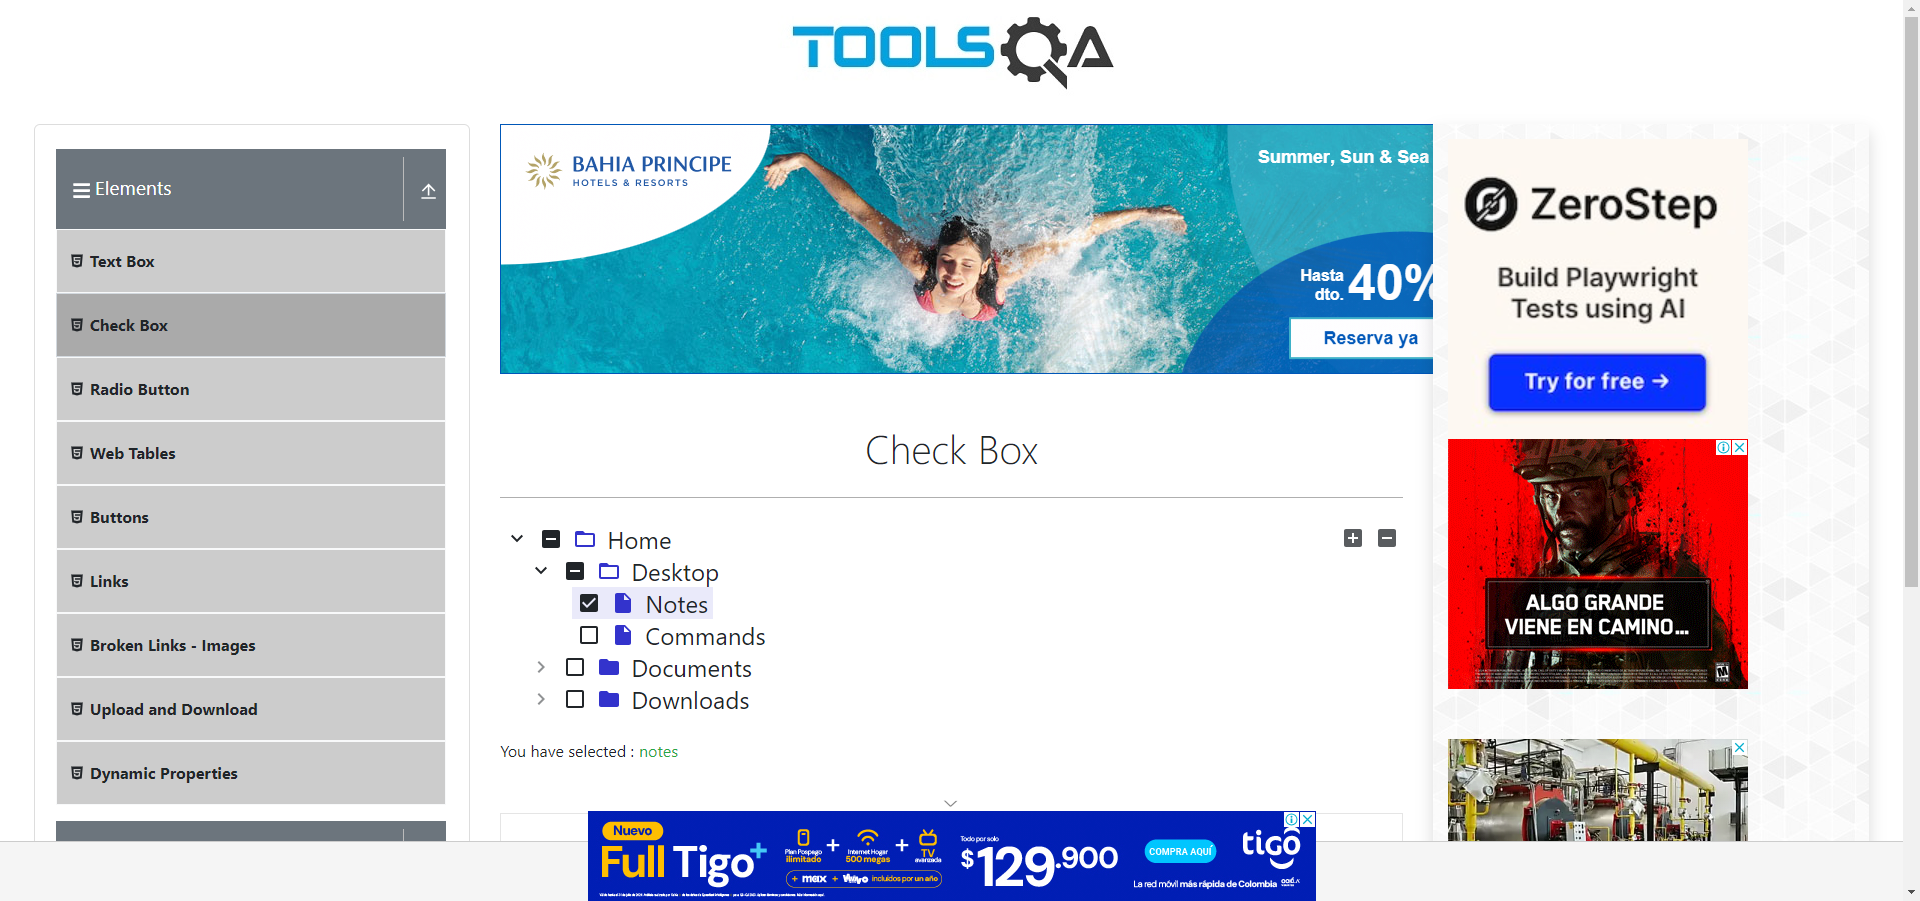 TOOLSQA
Elements
Text Box
Check Box
Radio Button
Web Tables
Buttons
Links
Broken Links - Images
Upload and Download
Dynamic Properties
BAHIA PRINCIPE
HOTELS & RESORTS
Summer, Sun & Sea
Hasta
dto. 40%
Reserva ya
Check Box
Home
Desktop
Notes
Commands
Documents
Downloads
You have selected : notes
ZeroStep
Build Playwright
Tests using AI
Try for free →
ALGO GRANDE
VIENE EN CAMINO...
M
Nuevo
Full Tigo+
Plan Pospago
ilimitado
+
Internet Hogar
500 megas
+
TV
avanzada
+ max + Win+ incluidos por un año
Todo por solo
$129.900
COMPRA AQUÍ
tigo
La red móvil más rápida de Colombia